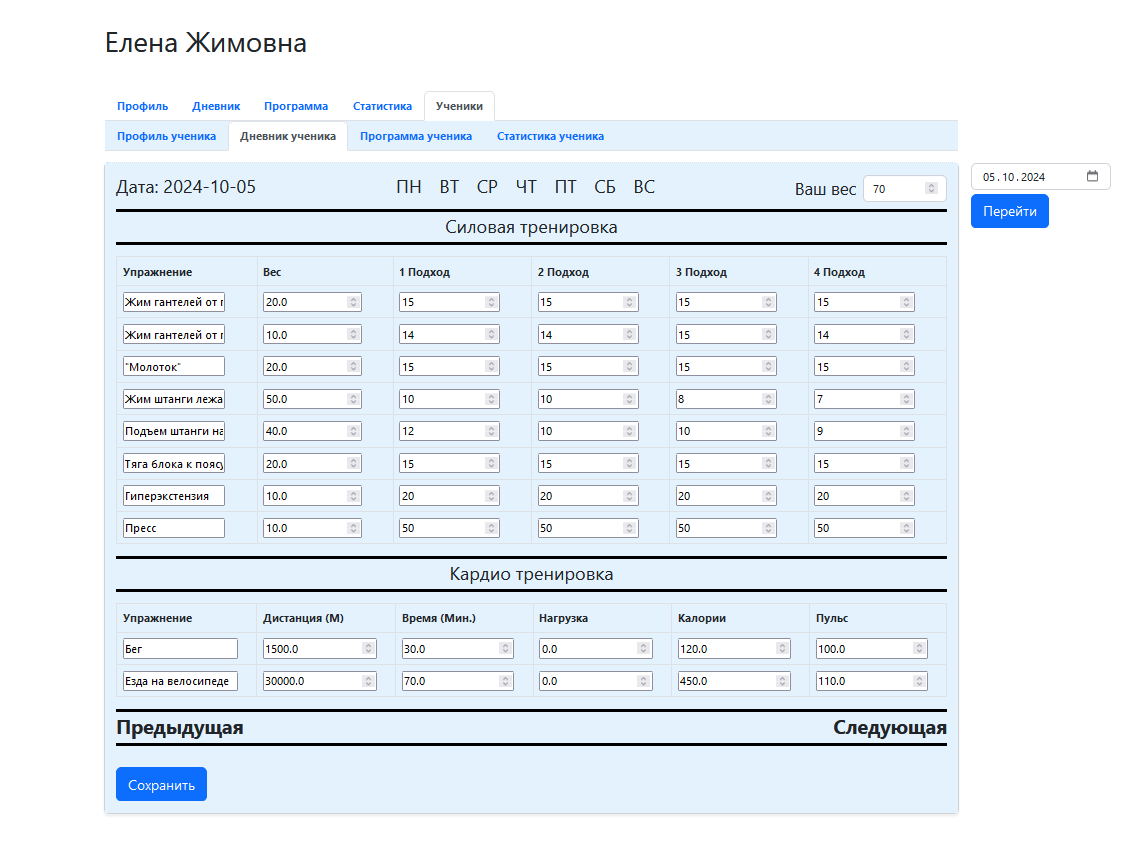 Елена Жимовна
Профиль Дневник Программа Статистика Ученики
Профиль ученика Дневник ученика Программа ученика Статистика ученика
Дата: 2024-10-05 ПН ВТ СР ЧТ ПТ СБ ВС Ваш вес 70
05.10.2024
Перейти
Силовая тренировка
Упражнение Вес 1 Подход 2 Подход 3 Подход 4 Подход
Жим гантелей от 20.0 15 15 15 15
Жим гантелей от 10.0 14 14 15 14
"Молоток" 20.0 15 15 15 15
Жим штанги лежа 50.0 10 10 8 7
Подъем штанги на 40.0 12 10 10 9
Тяга блока к поясу 20.0 15 15 15 15
Гиперэкстензия 10.0 20 20 20 20
Пресс 10.0 50 50 50 50
Кардио тренировка
Упражнение Дистанция (М) Время (Мин.) Нагрузка Калории Пульс
Бег 1500.0 30.0 0.0 120.0 100.0
Езда на велосипеде 30000.0 70.0 0.0 450.0 110.0
Предыдущая Следующая
Сохранить